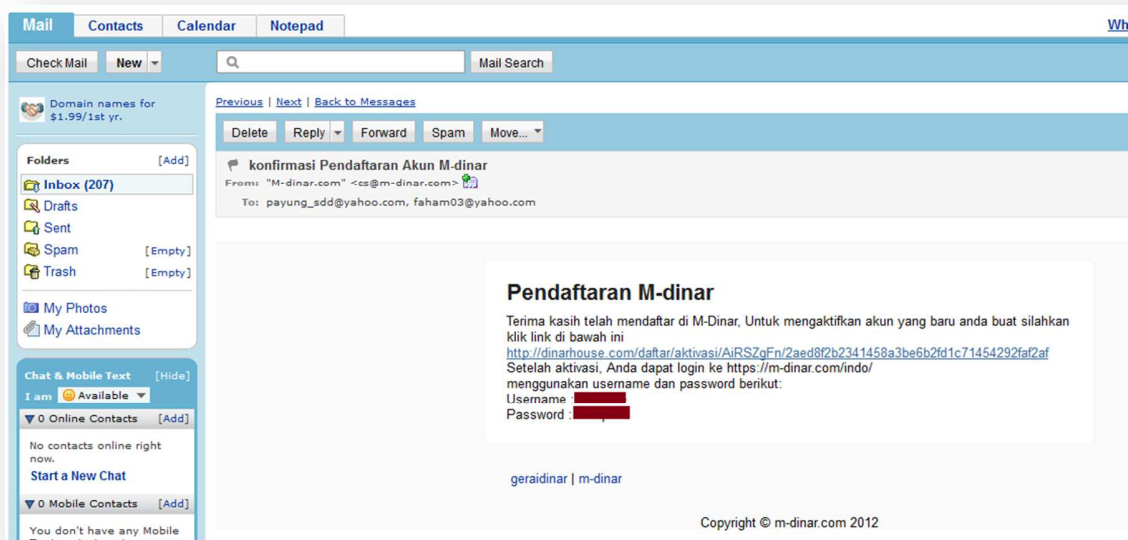 Mail Contacts Calendar Notepad Wh
Check Mail New Mail Search
Domain names for
$1.99/1st yr.
Previous | Next | Back to Messages
Delete Reply Forward Spam Move...
Folders [Add]
Inbox (207)
Drafts
Sent
Spam [Empty]
Trash [Empty]
My Photos
My Attachments
konfirmasi Pendaftaran Akun M-dinar
From: "M-dinar.com" <cs@m-dinar.com>
To: payung_sdd@yahoo.com, faham03@yahoo.com
Pendaftaran M-dinar
Terima kasih telah mendaftar di M-Dinar, Untuk mengaktifkan akun yang baru anda buat silahkan
klik link di bawah ini
http://dinarhouse.com/daftar/aktivasi/AiRSZgFn/2aed8f2b2341458a3be6b2fd1c71454292faf2af
Setelah aktivasi, Anda dapat login ke https://m-dinar.com/indo/
menggunakan username dan password berikut:
Username :
Password :
geraidinar | m-dinar
Copyright © m-dinar.com 2012
Chat & Mobile Text [Hide]
I am Available
0 Online Contacts [Add]
No contacts online right
now.
Start a New Chat
0 Mobile Contacts [Add]
You don't have any Mobile